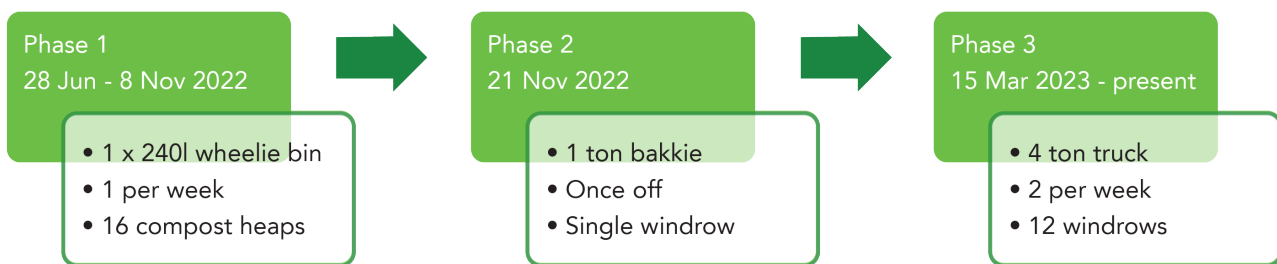 Phase 1
28 Jun - 8 Nov 2022
• 1 x 240l wheelie bin
• 1 per week
• 16 compost heaps
Phase 2
21 Nov 2022
• 1 ton bakkie
• Once off
• Single windrow
Phase 3
15 Mar 2023 - present
• 4 ton truck
• 2 per week
• 12 windrows